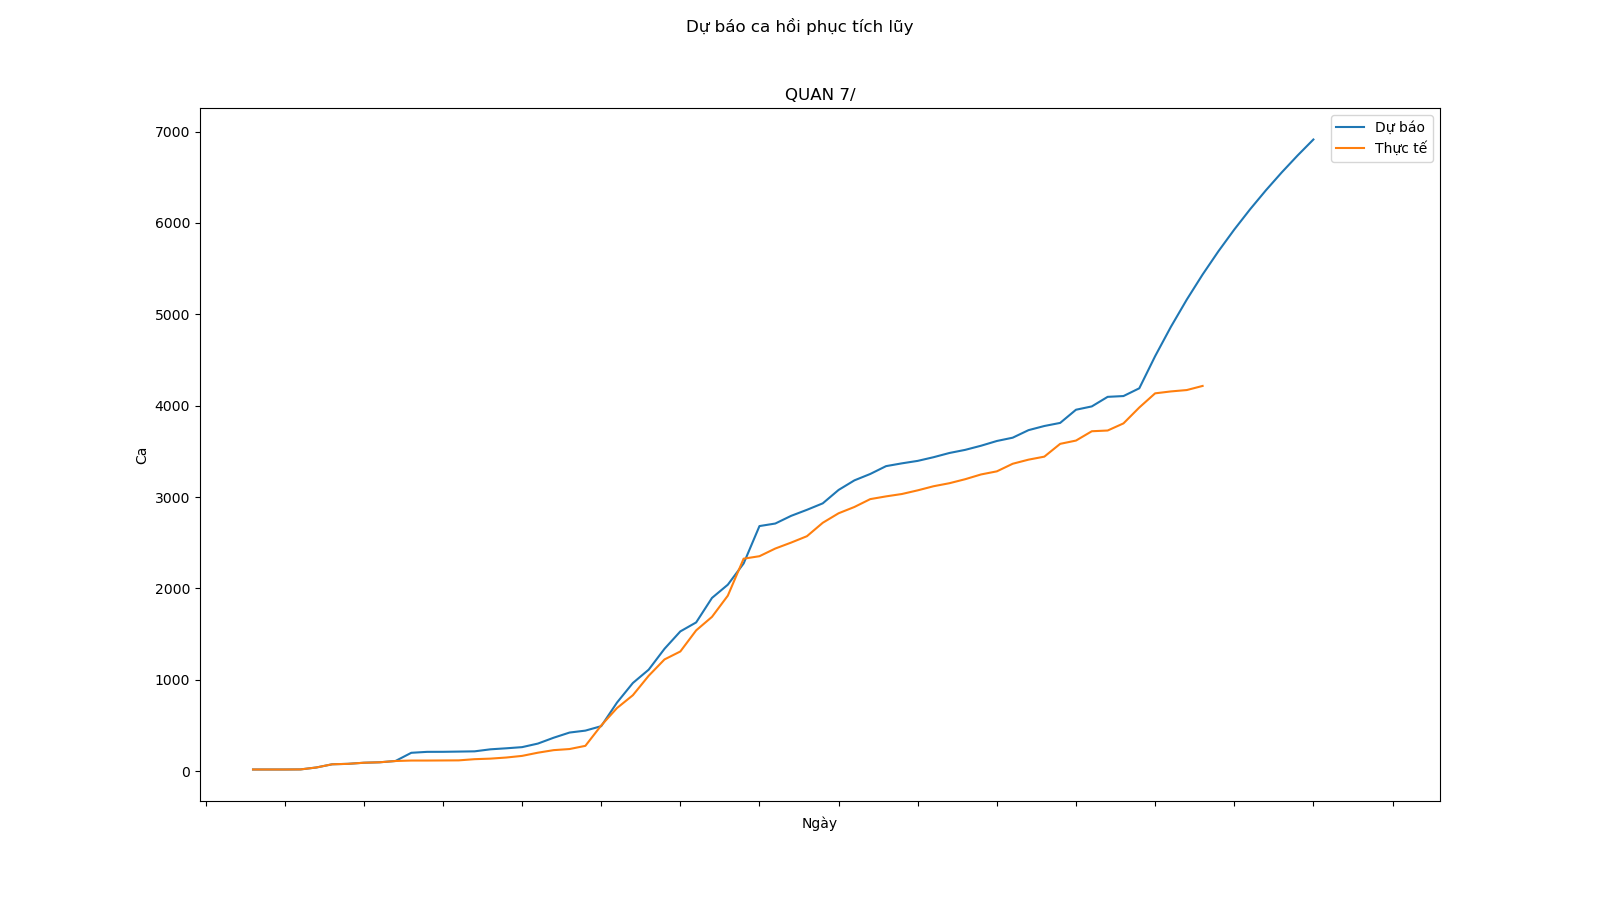 Dự báo ca hồi phục tích lũy
QUAN 7/
7000
6000
5000
4000
3000
2000
1000
0
Ca
Ngày
Dự báo
Thực tế